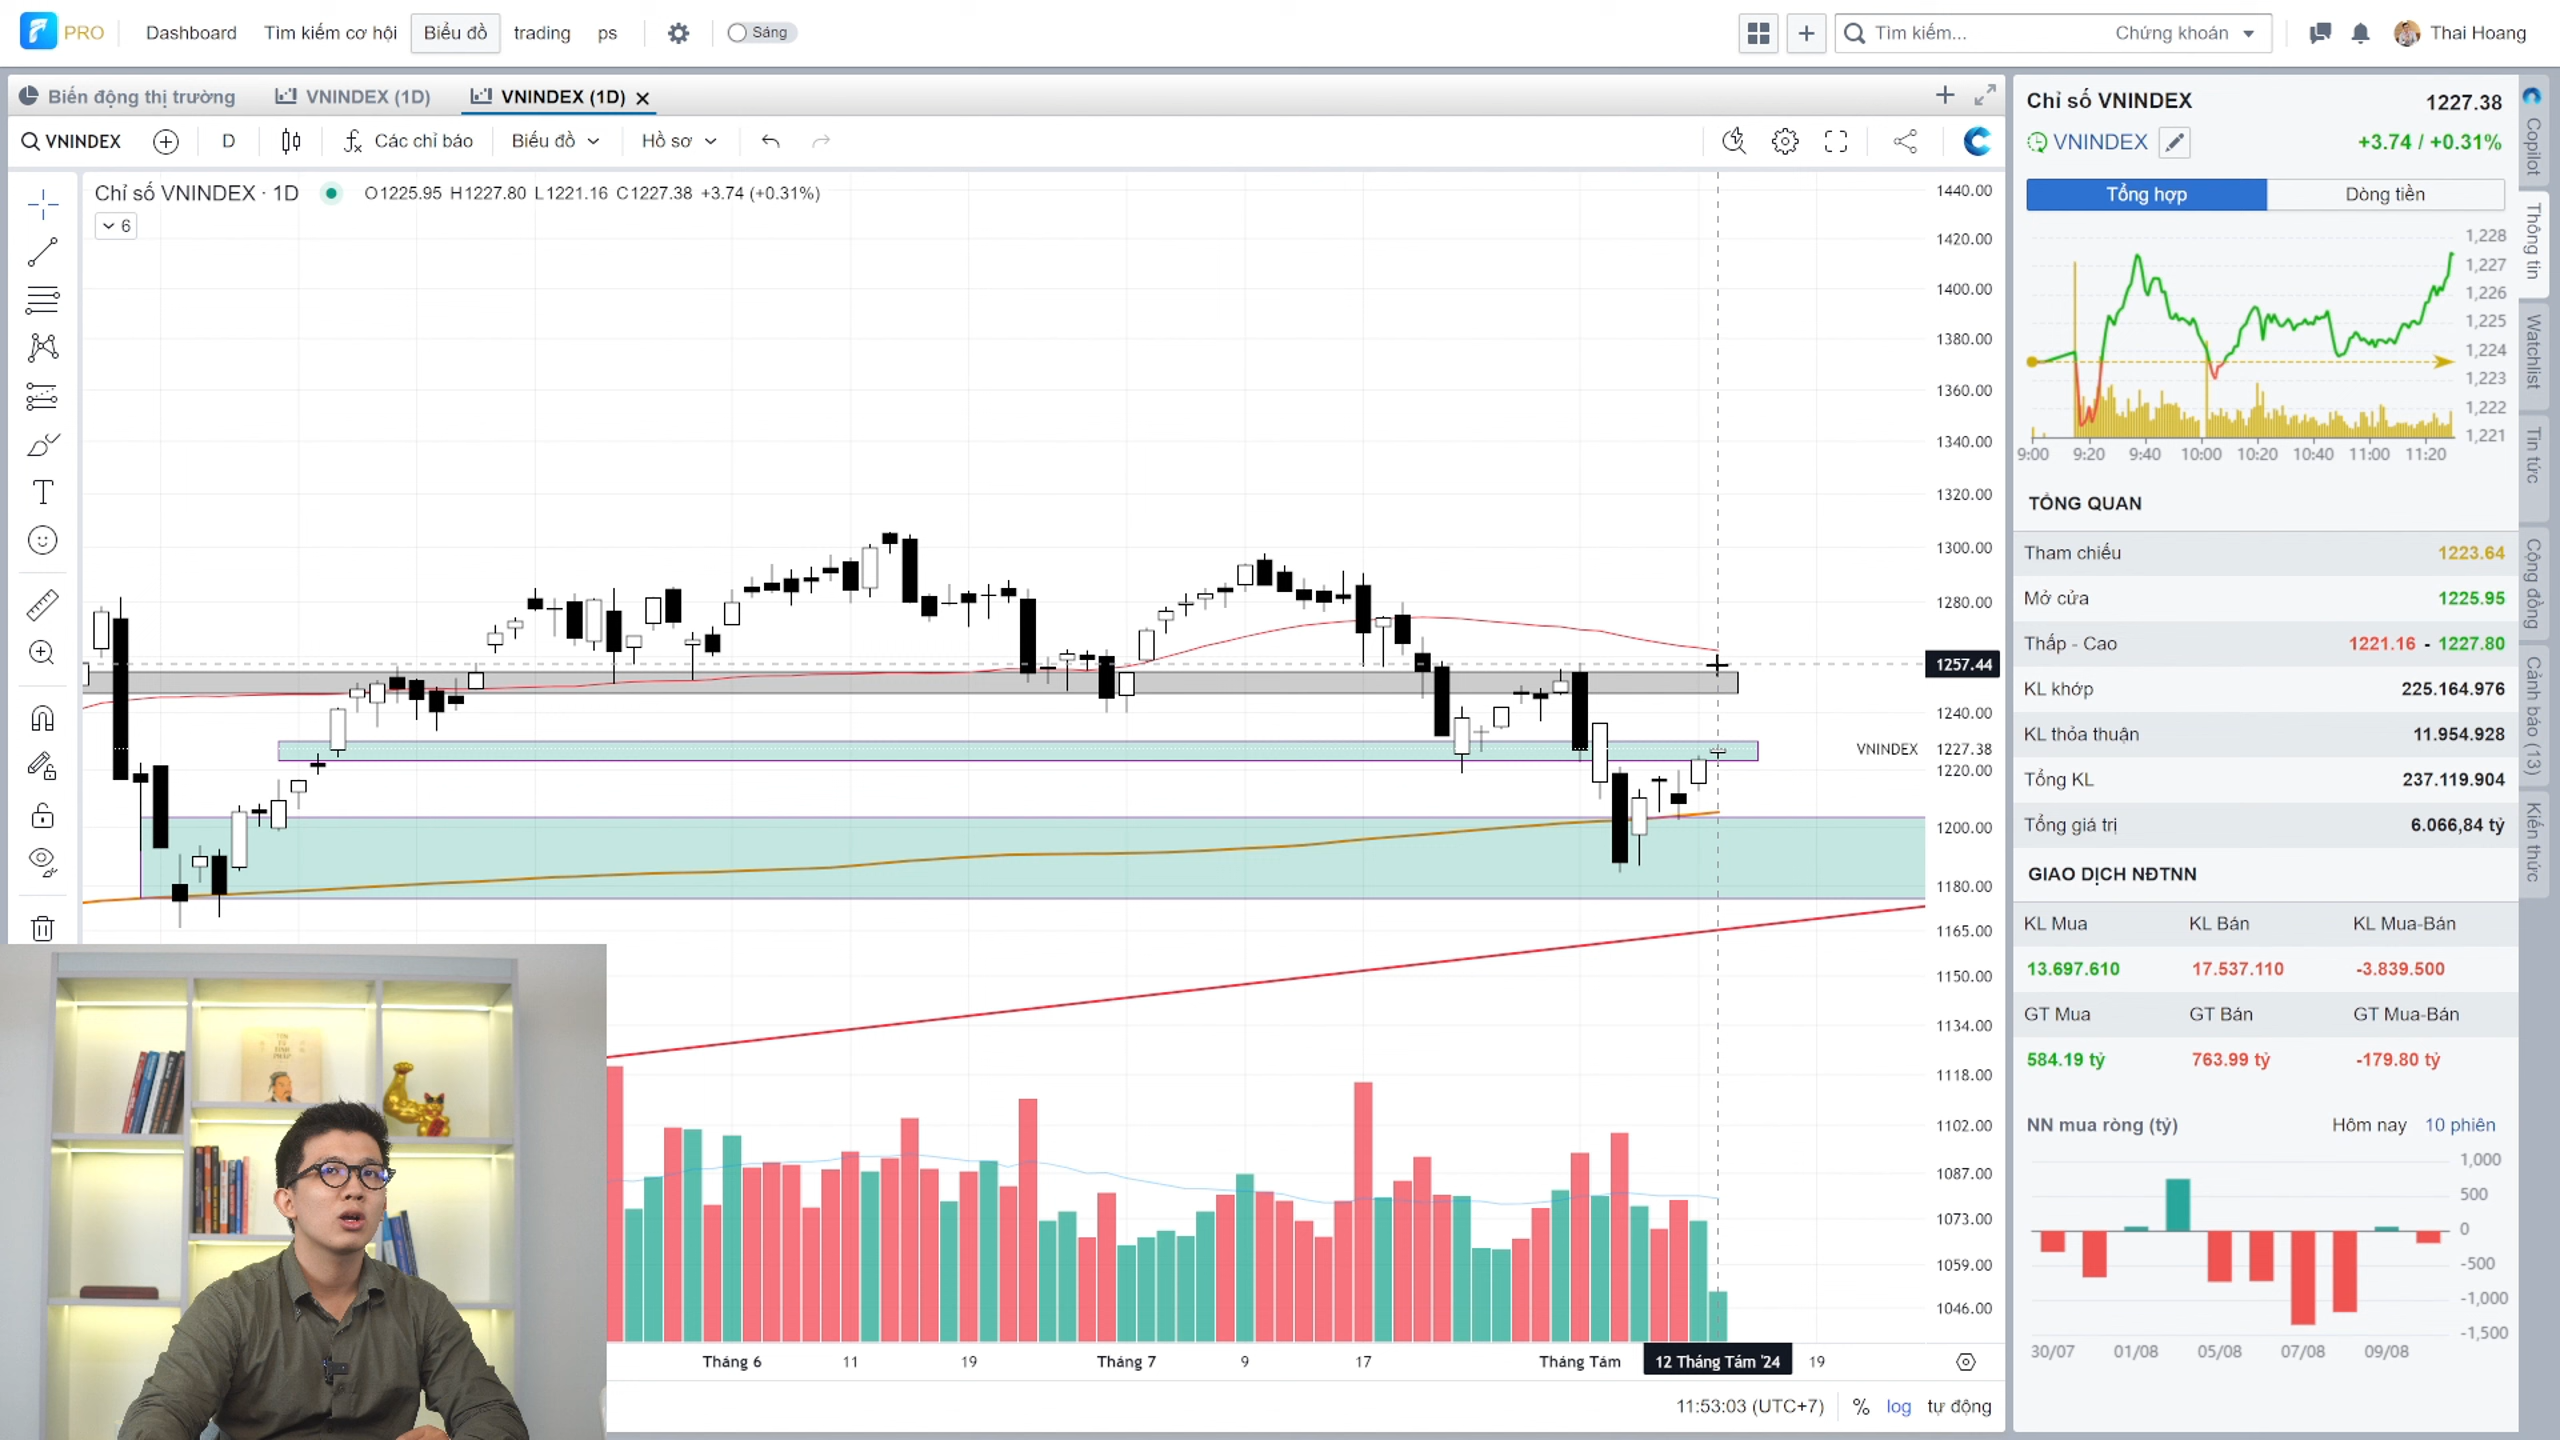 PRO
Dashboard
Tìm kiếm cơ hội
Biểu đồ
trading
ps
Sáng
Tìm kiếm...
Chứng khoán
Thai Hoang
Biến động thị trường
VNINDEX (1D)
VNINDEX (1D)
VNINDEX
D
Các chỉ báo
Biểu đồ
Hồ sơ
Chỉ số VNINDEX · 1D
O1225.95 H1227.80 L1221.16 C1227.38 +3.74 (+0.31%)
6
1440.00
1420.00
1400.00
1380.00
1360.00
1340.00
1320.00
1300.00
1280.00
1257.44
1240.00
VNINDEX 1227.38
1220.00
1200.00
1180.00
1165.00
1150.00
1134.00
1118.00
1102.00
1087.00
1073.00
1059.00
1046.00
Tháng 6
11
19
Tháng 7
9
17
Tháng Tám
12 Tháng Tám '24
19
11:53:03 (UTC+7)
%
log
tự động
Chỉ số VNINDEX
1227.38
VNINDEX
+3.74 / +0.31%
Tổng hợp
Dòng tiền
1,228
1,227
1,226
1,225
1,224
1,223
1,222
1,221
9:00 9:20 9:40 10:00 10:20 10:40 11:00 11:20
TỔNG QUAN
Tham chiếu 1223.64
Mở cửa 1225.95
Thấp - Cao 1221.16 - 1227.80
KL khớp 225.164.976
KL thỏa thuận 11.954.928
Tổng KL 237.119.904
Tổng giá trị 6.066,84 tỷ
GIAO DỊCH NĐTNN
KL Mua KL Bán KL Mua-Bán
13.697.610 17.537.110 -3.839.500
GT Mua GT Bán GT Mua-Bán
584.19 tỷ 763.99 tỷ -179.80 tỷ
NN mua ròng (tỷ)
Hôm nay
10 phiên
1,000
500
0
-500
-1,000
-1,500
30/07 01/08 05/08 07/08 09/08
Copilot
Thông tin
Watchlist
Tin tức
Cộng đồng
Cảnh báo (13)
Kiến thức